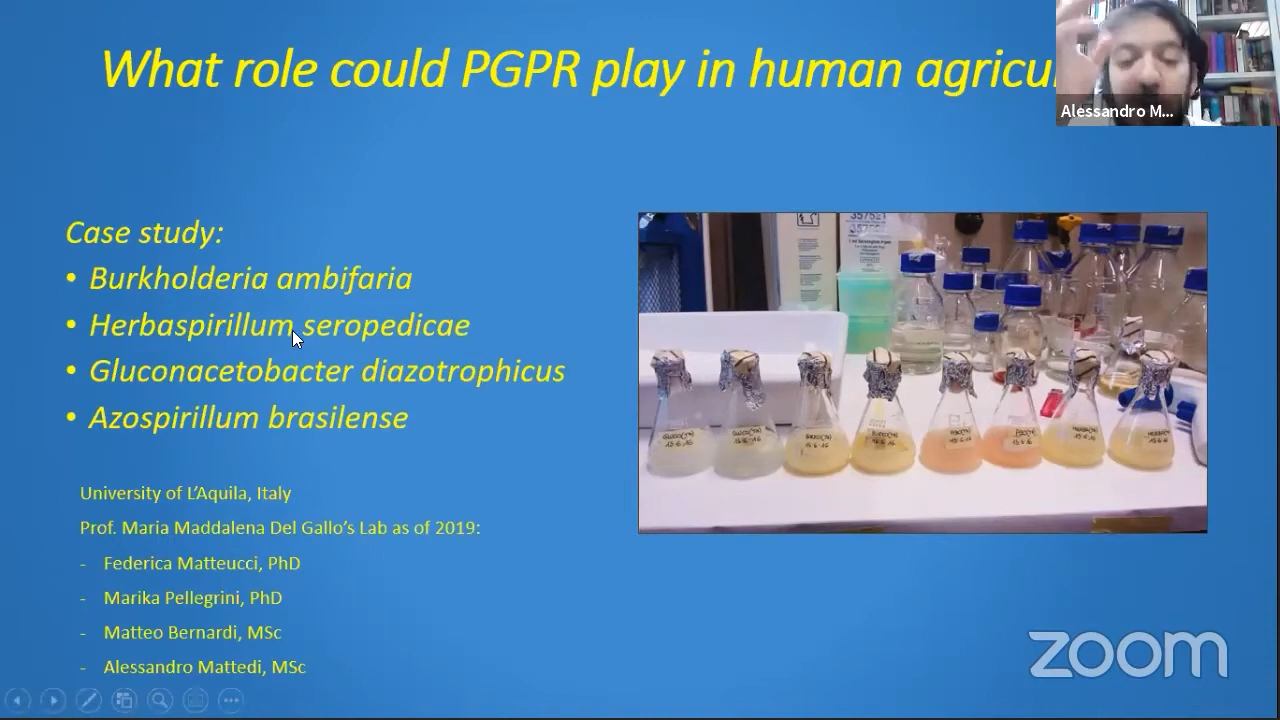 What role could PGPR play in human agricu
Alessandro M...
Case study:
• Burkholderia ambifaria
• Herbaspirillum seropedicae
• Gluconacetobacter diazotrophicus
• Azospirillum brasilense
University of L'Aquila, Italy
Prof. Maria Maddalena Del Gallo's Lab as of 2019:
- Federica Matteucci, PhD
- Marika Pellegrini, PhD
- Matteo Bernardi, MSc
- Alessandro Mattedi, MSc
357521
zoom